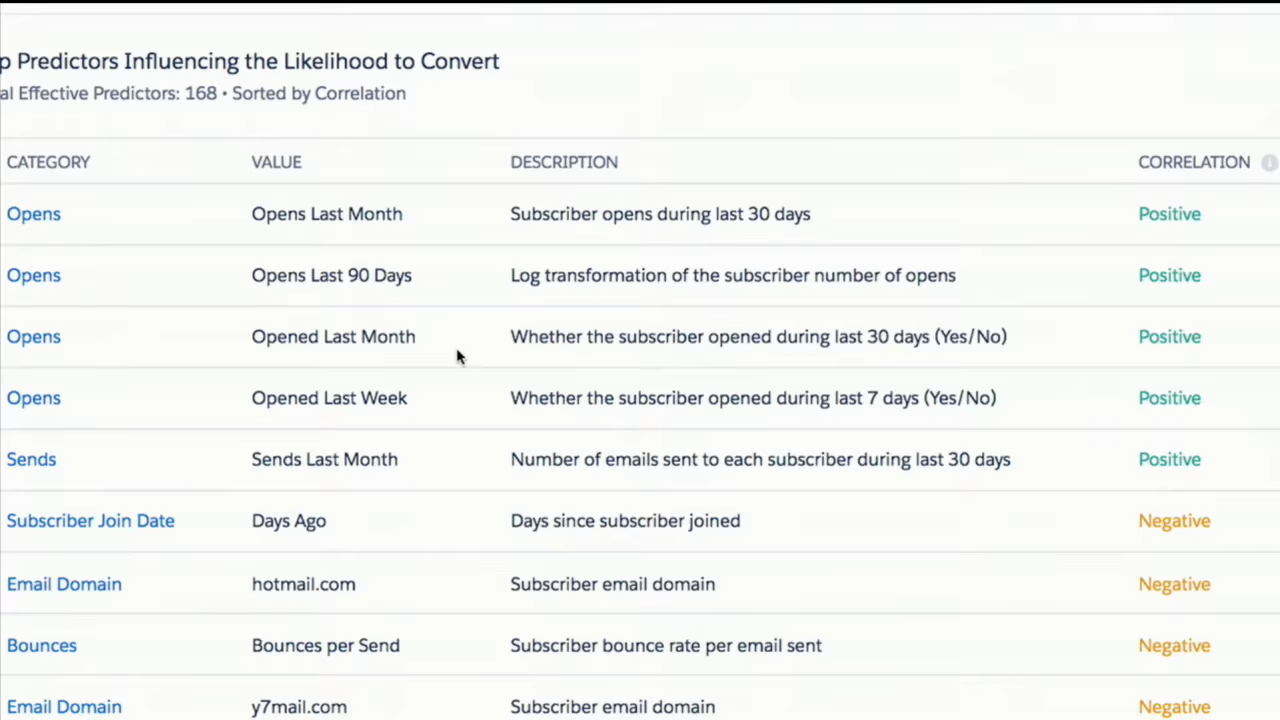 p Predictors Influencing the Likelihood to Convert
al Effective Predictors: 168 • Sorted by Correlation
CATEGORY VALUE DESCRIPTION CORRELATION i
Opens Opens Last Month Subscriber opens during last 30 days Positive
Opens Opens Last 90 Days Log transformation of the subscriber number of opens Positive
Opens Opened Last Month Whether the subscriber opened during last 30 days (Yes/No) Positive
Opens Opened Last Week Whether the subscriber opened during last 7 days (Yes/No) Positive
Sends Sends Last Month Number of emails sent to each subscriber during last 30 days Positive
Subscriber Join Date Days Ago Days since subscriber joined Negative
Email Domain hotmail.com Subscriber email domain Negative
Bounces Bounces per Send Subscriber bounce rate per email sent Negative
Email Domain y7mail.com Subscriber email domain Negative